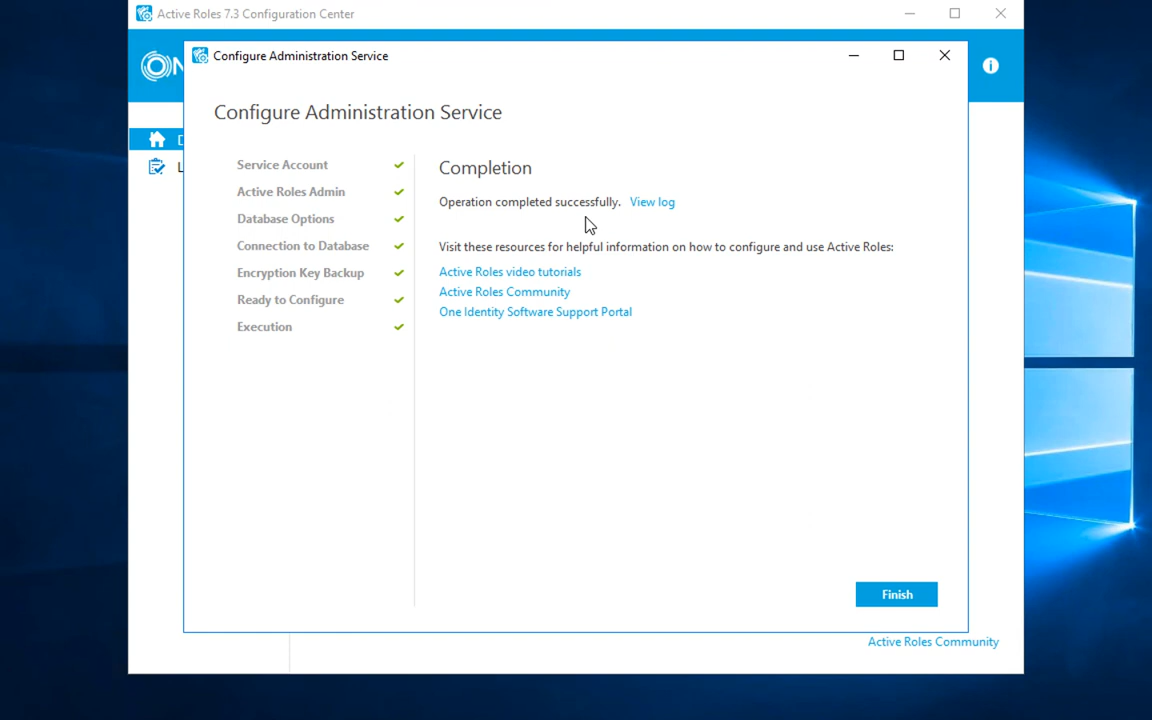 Active Roles 7.3 Configuration Center
Configure Administration Service
Configure Administration Service
Service Account
Active Roles Admin
Database Options
Connection to Database
Encryption Key Backup
Ready to Configure
Execution
Completion
Operation completed successfully. View log
Visit these resources for helpful information on how to configure and use Active Roles:
Active Roles video tutorials
Active Roles Community
One Identity Software Support Portal
Finish
Active Roles Community